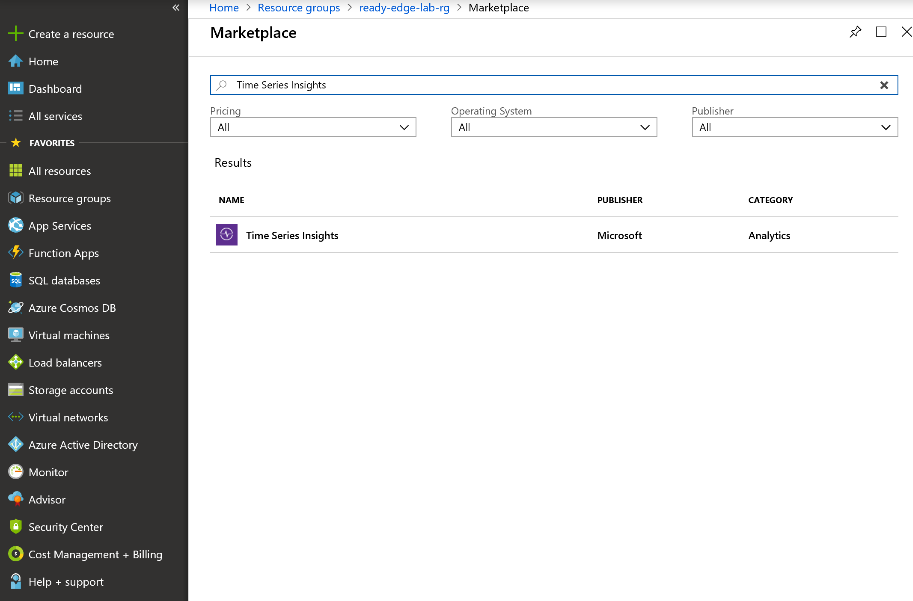 «
Create a resource
Home
Dashboard
All services
FAVORITES
All resources
Resource groups
App Services
Function Apps
SQL databases
Azure Cosmos DB
Virtual machines
Load balancers
Storage accounts
Virtual networks
Azure Active Directory
Monitor
Advisor
Security Center
Cost Management + Billing
Help + support
Home > Resource groups > ready-edge-lab-rg > Marketplace
Marketplace
Time Series Insights
Pricing Operating System Publisher
All All All
Results
NAME PUBLISHER CATEGORY
Time Series Insights Microsoft Analytics